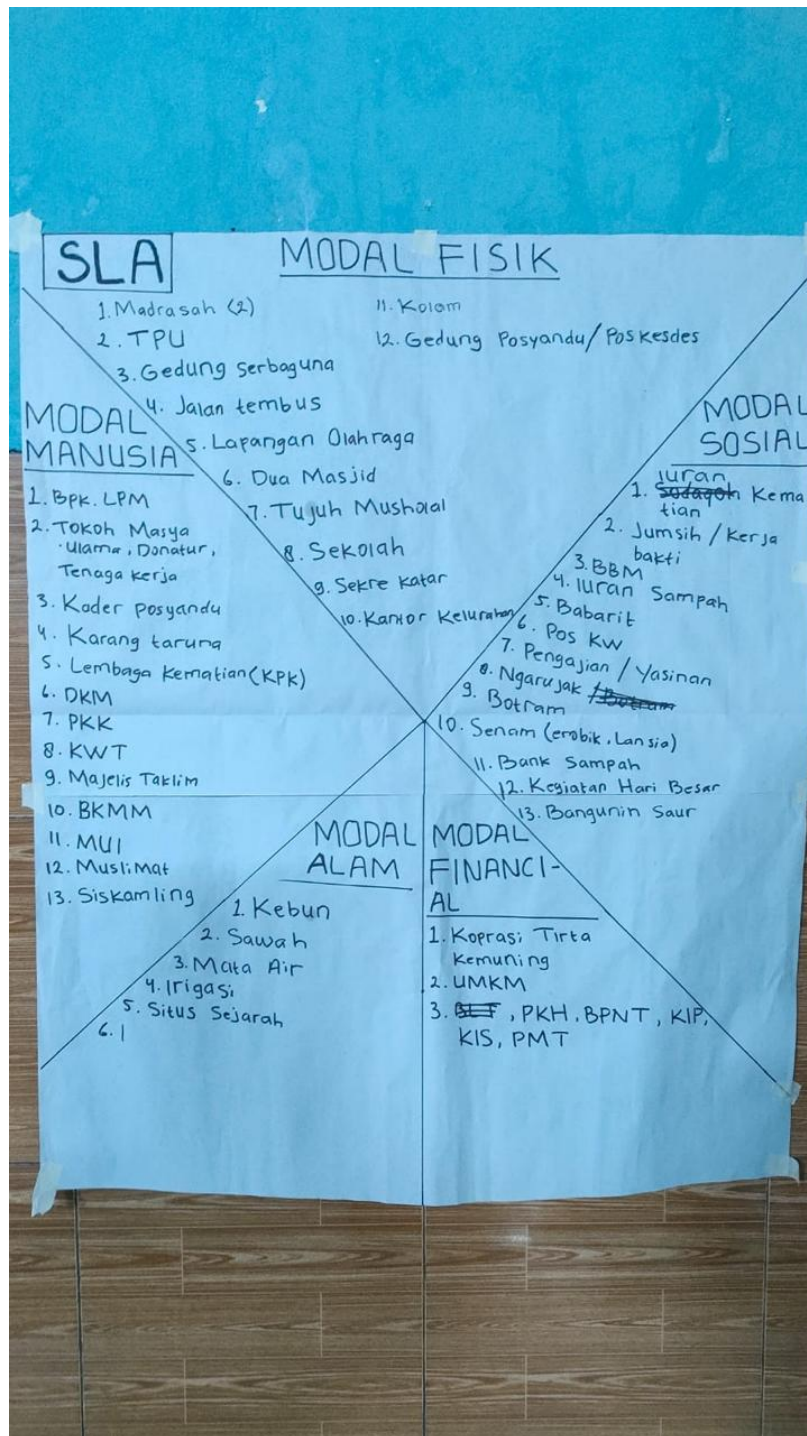 SLA
MODAL FISIK
1. Madrasah (2)
2. TPU
3. Gedung Serbaguna
4. Jalan tembus
5. Lapangan Olahraga
6. Dua Masjid
7. Tujuh Musholal
8. Sekolah
9. Sekre Katar
10. Kantor Kelurahan
11. Kolam
12. Gedung Posyandu/Poskesdes
MODAL
MANUSIA
1. Bpk. LPM
2. Tokoh Masya
Ulama, Donatur,
Tenaga kerja
3. Kader Posyandu
4. Karang taruna
5. Lembaga Kematian (KPK)
6. DKM
7. PKK
8. KWT
9. Majelis Taklim
10. BKMM
11. MUI
12. Muslimat
13. Siskamling
MODAL
SOSIAL
iuran
1. Sodaqoh Kema
tian
2. Jumsih / Kerja
bakti
3. BBM
4. Iuran Sampah
5. Babarit
6. Pos KW
7. Pengajian / Yasinan
8. Ngarujak / Botram
9. Botram
10. Senam (erobik, Lansia)
11. Bank Sampah
12. Kegiatan Hari Besar
13. Bangunin Saur
MODAL
ALAM
1. Kebun
2. Sawah
3. Mata Air
4. Irigasi
5. Situs Sejarah
6. |
MODAL
FINANCI-
AL
1. Koprasi Tirta
Kemuning
2. UMKM
3. , PKH, BPNT, KIP,
KIS, PMT